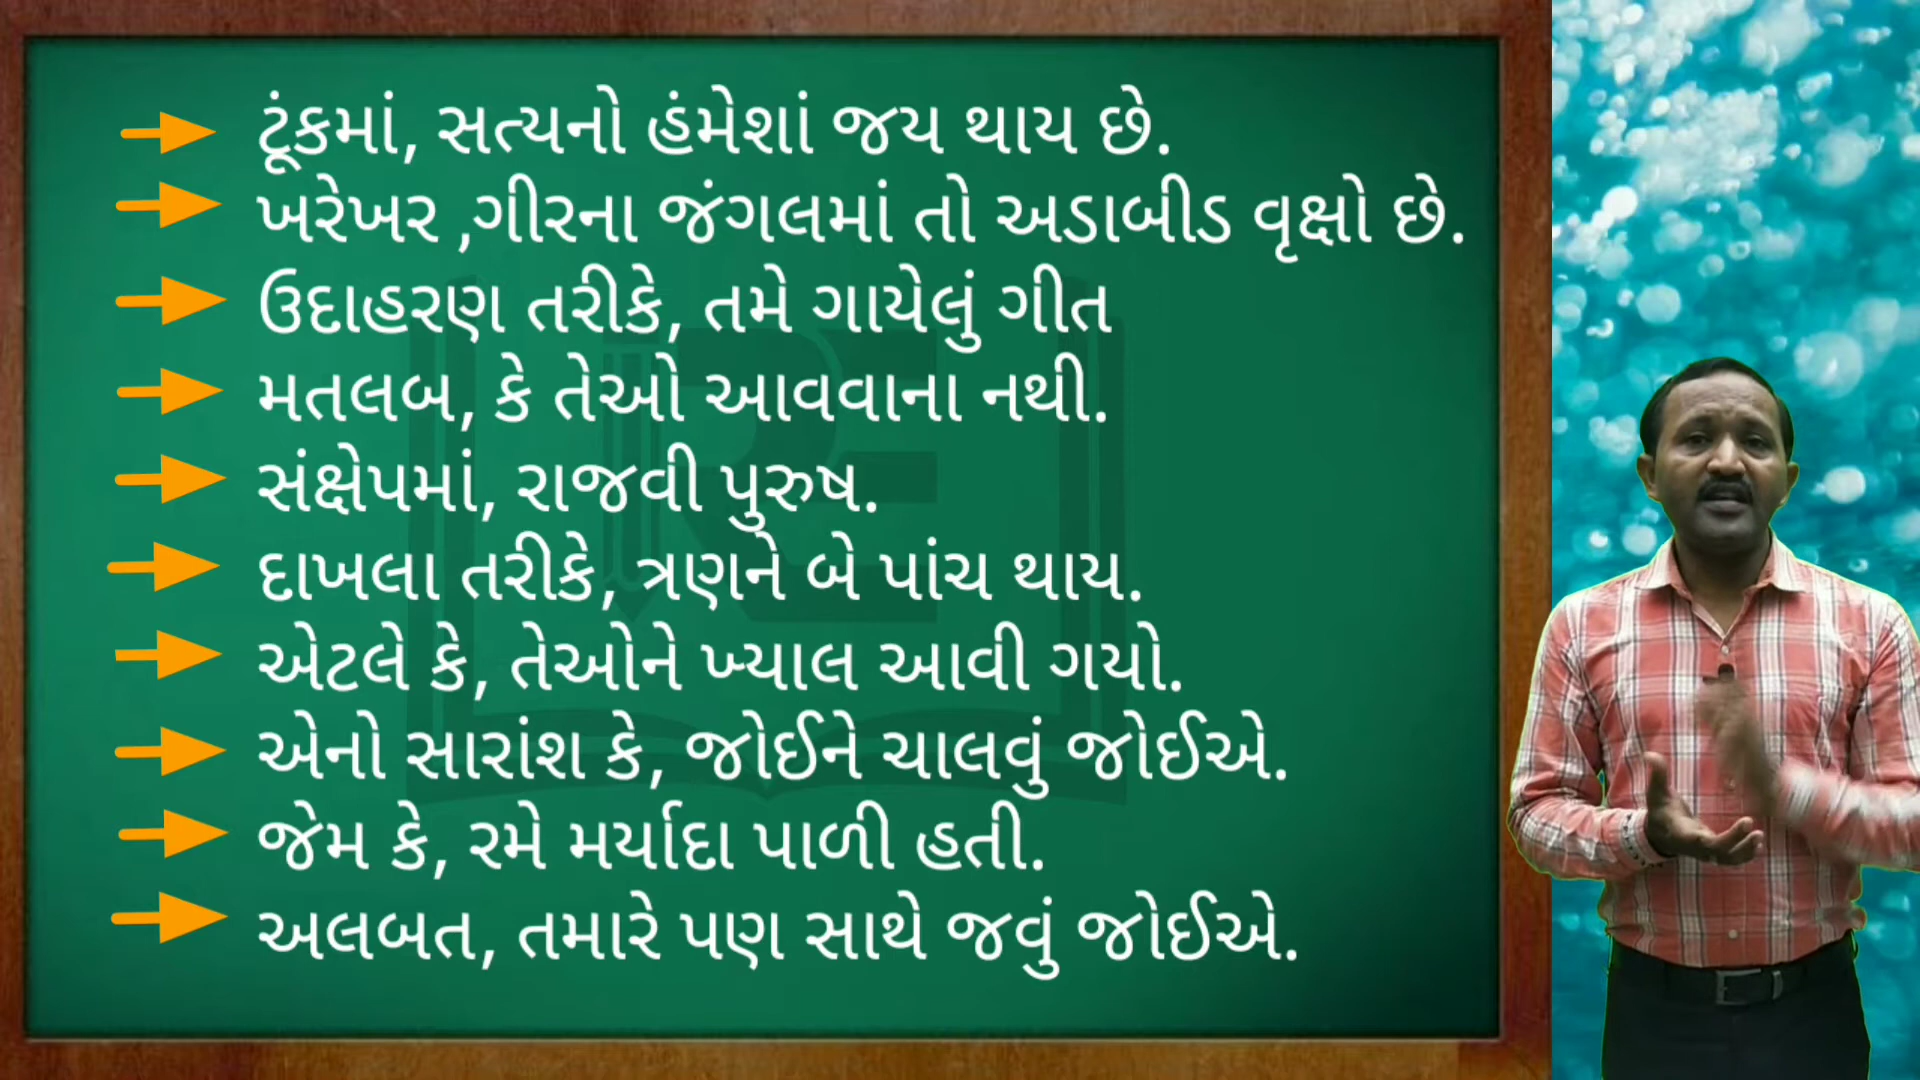 ટૂંકમાં, સત્યનો હંમેશાં જય થાય છે.
ખરેખર ,ગીરના જંગલમાં તો અડાબીડ વૃક્ષો છે.
ઉદાહરણ તરીકે, તમે ગાયેલું ગીત
મતલબ, કે તેઓ આવવાના નથી.
સંક્ષેપમાં, રાજવી પુરુષ.
દાખલા તરીકે, ત્રણને બે પાંચ થાય.
એટલે કે, તેઓને ખ્યાલ આવી ગયો.
એનો સારાંશ કે, જોઈને ચાલવું જોઈએ.
જેમ કે, રમે મર્યાદા પાળી હતી.
અલબત, તમારે પણ સાથે જવું જોઈએ.